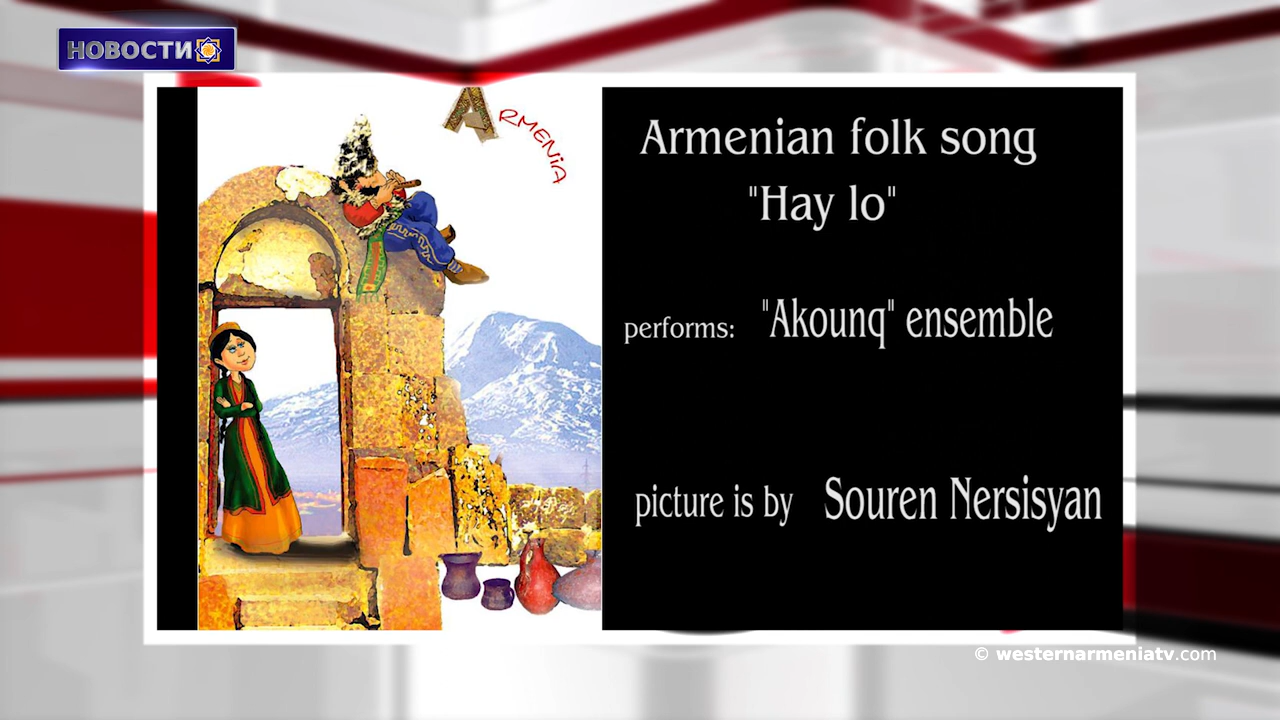 НОВОСТИ
ARMENIA
Armenian folk song
"Hay lo"
performs: "Akounq" ensemble
picture is by Souren Nersisyan
© westernarmeniatv.com